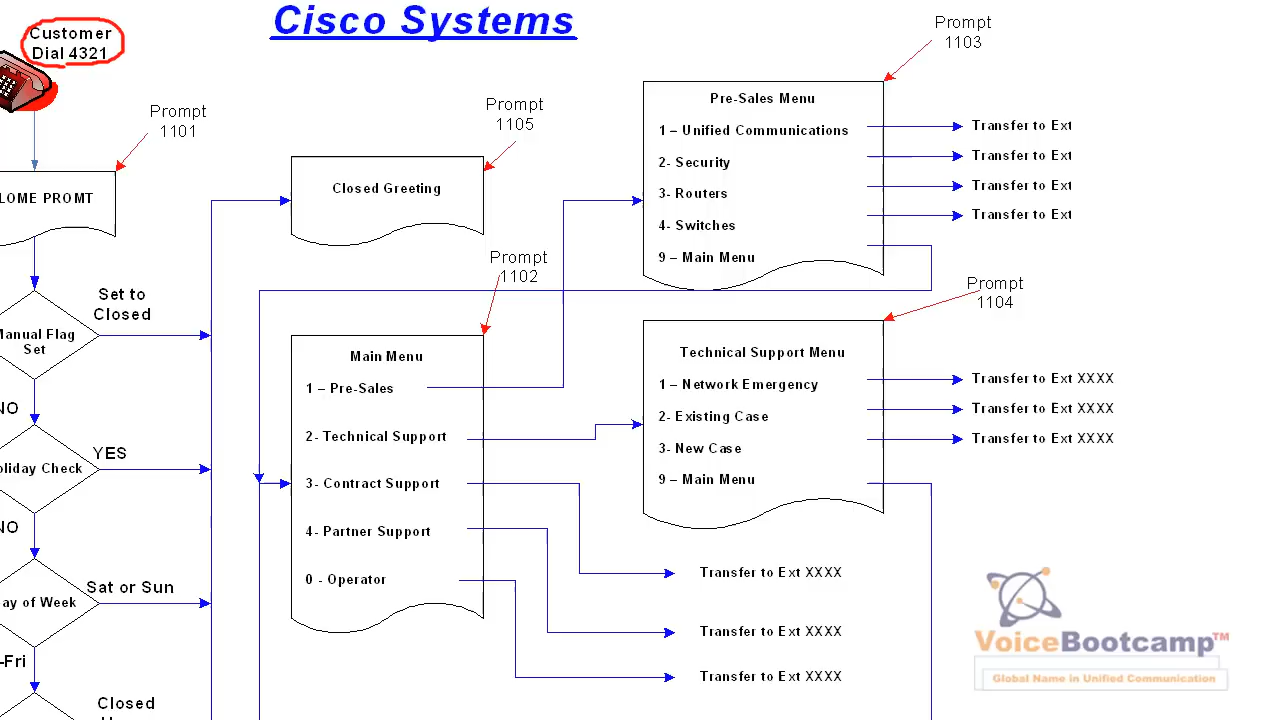 Cisco Systems
Customer
Dial 4321
Prompt
1101
LOME PROMT
Manual Flag
Set
Set to
Closed
NO
oliday Check
YES
NO
ay of Week
Sat or Sun
-Fri
Closed
Prompt
1105
Closed Greeting
Prompt
1102
Main Menu
1 – Pre-Sales
2- Technical Support
3- Contract Support
4- Partner Support
0 - Operator
Transfer to Ext XXXX
Transfer to Ext XXXX
Transfer to Ext XXXX
Prompt
1103
Pre-Sales Menu
1 – Unified Communications
2- Security
3- Routers
4- Switches
9 – Main Menu
Transfer to Ext
Transfer to Ext
Transfer to Ext
Transfer to Ext
Prompt
1104
Technical Support Menu
1 – Network Emergency
2- Existing Case
3- New Case
9 – Main Menu
Transfer to Ext XXXX
Transfer to Ext XXXX
Transfer to Ext XXXX
VoiceBootcamp™
Global Name in Unified Communication